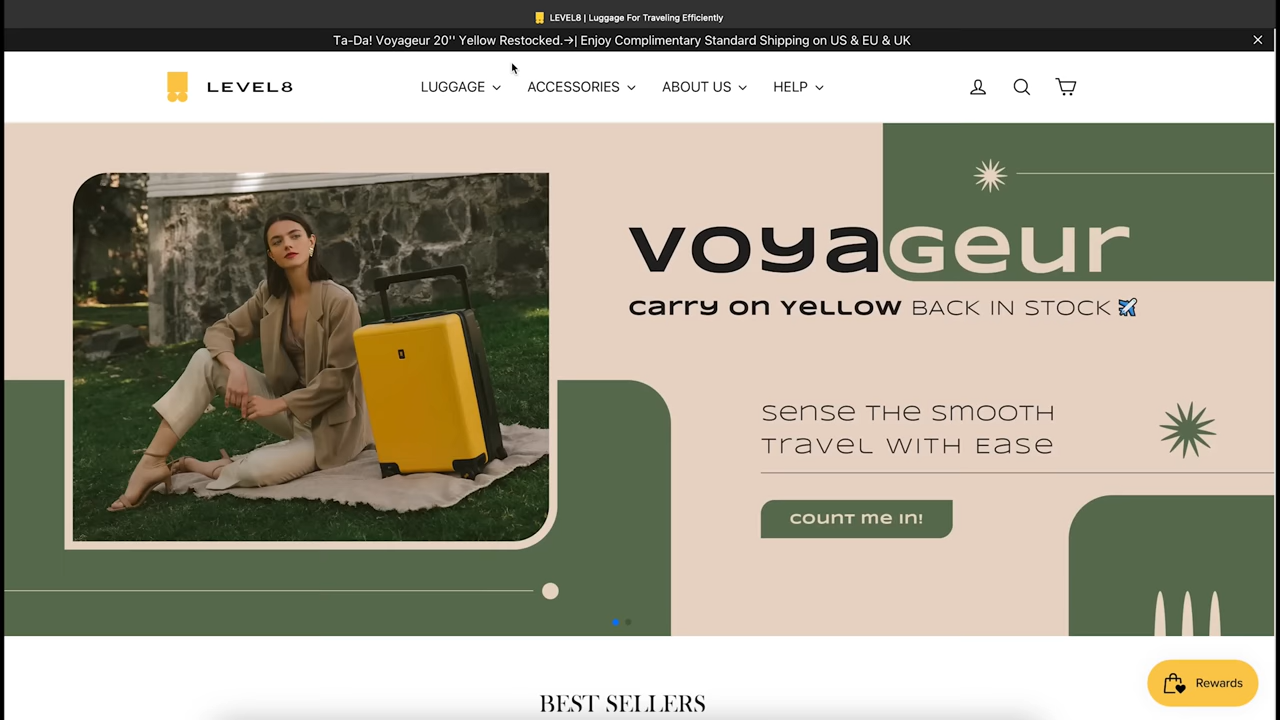 LEVEL8 | Luggage For Traveling Efficiently
Ta-Da! Voyageur 20'' Yellow Restocked.→| Enjoy Complimentary Standard Shipping on US & EU & UK
LEVEL8
LUGGAGE
ACCESSORIES
ABOUT US
HELP
voyageur
carry on Yellow BACK IN STOCK ✈️
sense THE smooTH
Travel WITH Ease
counT me In!
BEST SELLERS
Rewards